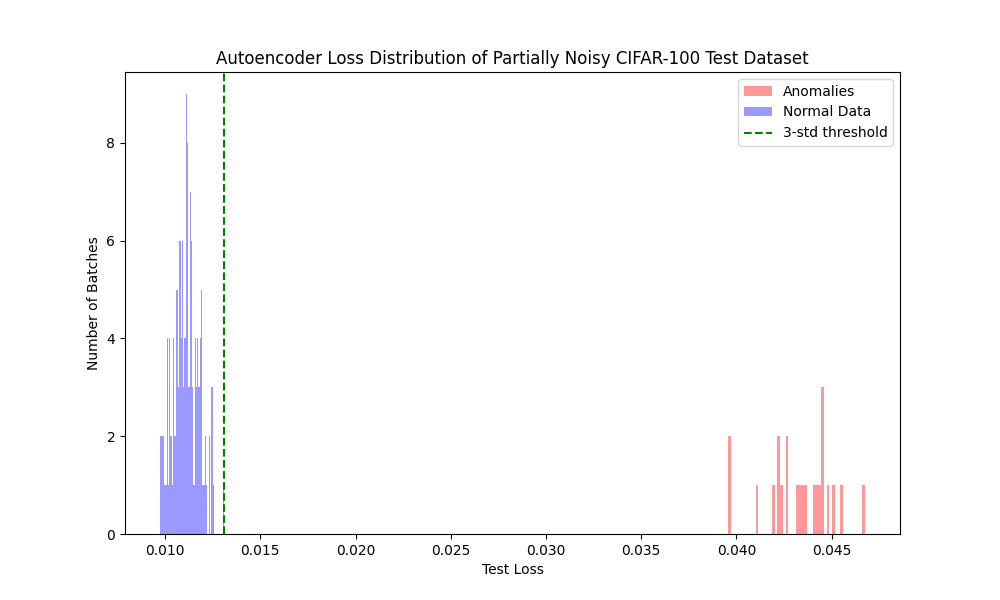 Autoencoder Loss Distribution of Partially Noisy CIFAR-100 Test Dataset
Anomalies
Normal Data
3-std threshold
Number of Batches
8
6
4
2
0
0.010 0.015 0.020 0.025 0.030 0.035 0.040 0.045
Test Loss